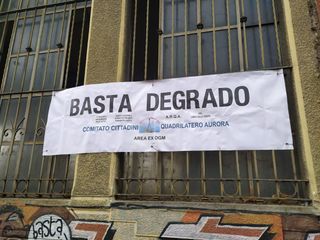 BASTA DEGRADO
A.R.Q.A.
COMITATO CITTADINI QUADRILATERO AURORA
AREA EX OGM
basta